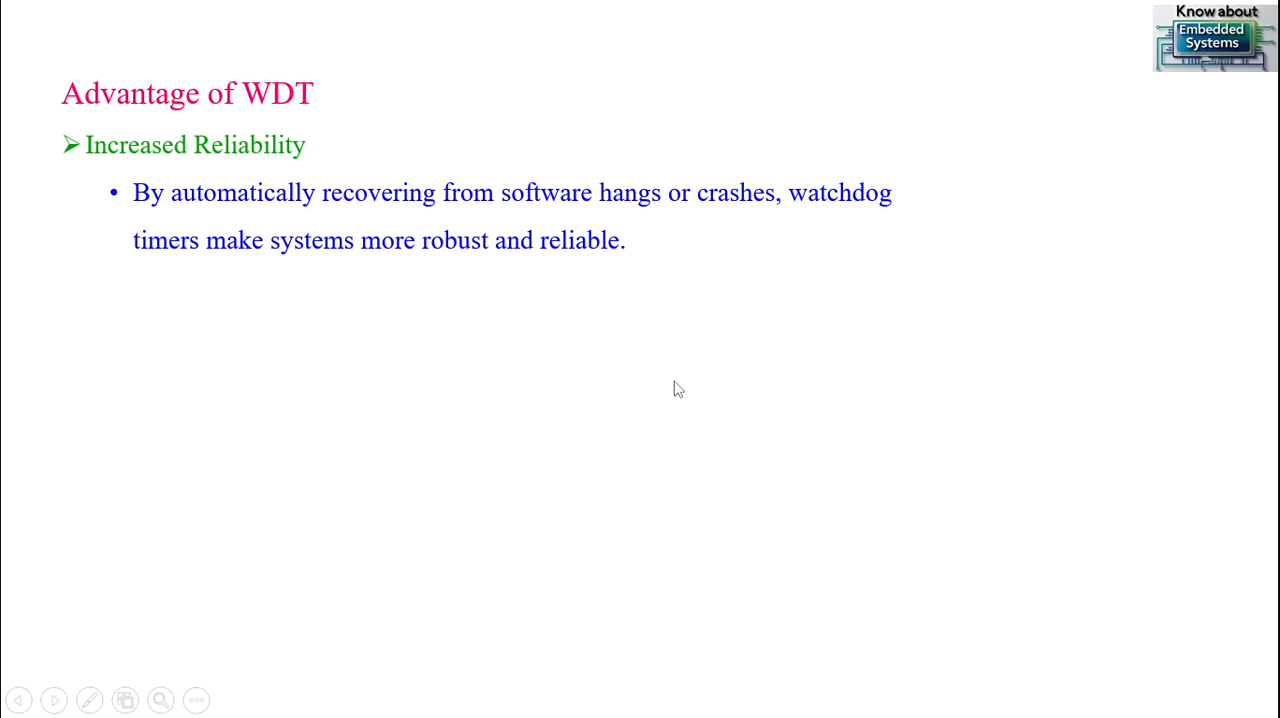 Know about
Embedded
Systems
Advantage of WDT
➢ Increased Reliability
• By automatically recovering from software hangs or crashes, watchdog
timers make systems more robust and reliable.